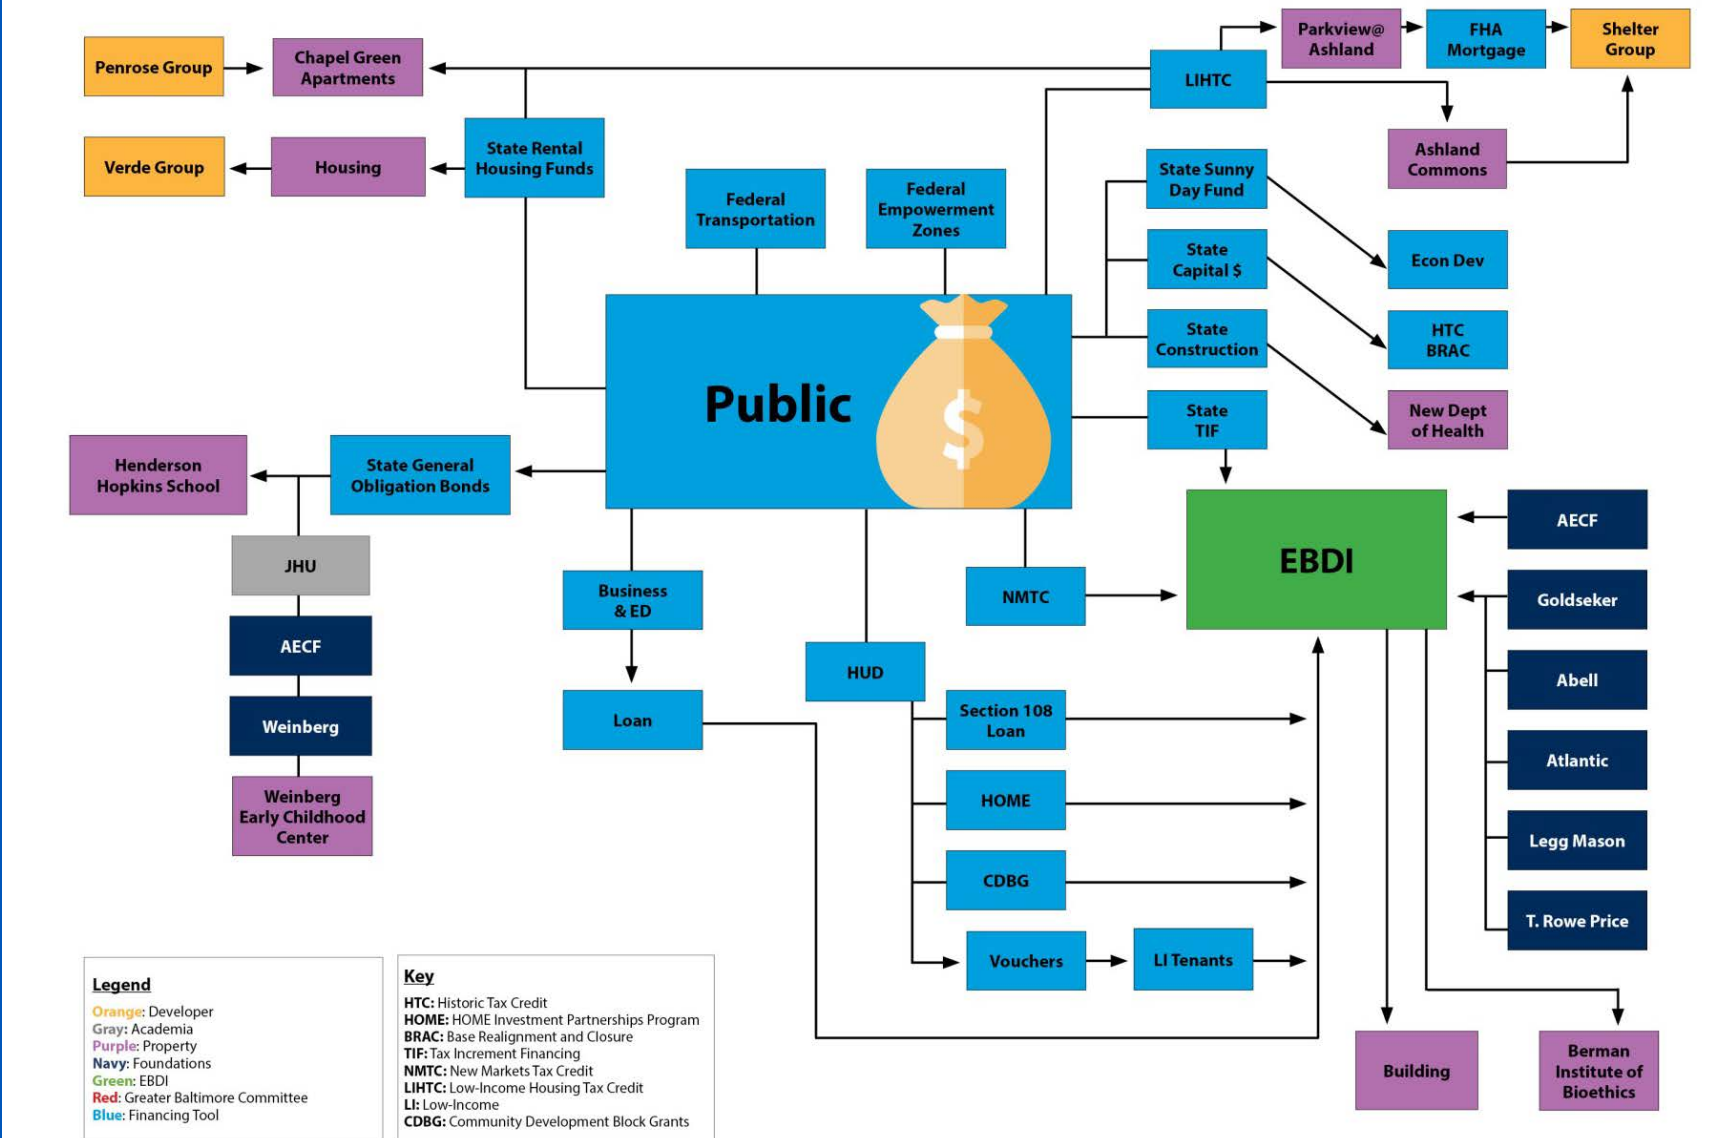 Penrose Group
Chapel Green
Apartments
LIHTC
Parkview@
Ashland
FHA
Mortgage
Shelter
Group
Verde Group
Housing
State Rental
Housing Funds
Federal
Transportation
Federal
Empowerment
Zones
State Sunny
Day Fund
Ashland
Commons
State
Capital $
Econ Dev
State
Construction
HTC
BRAC
Public
$
State
TIF
New Dept
of Health
Henderson
Hopkins School
State General
Obligation Bonds
EBDI
AECF
JHU
Business
& ED
NMTC
Goldseker
AECF
HUD
Abell
Weinberg
Loan
Section 108
Loan
Atlantic
Weinberg
Early Childhood
Center
HOME
Legg Mason
CDBG
T. Rowe Price
Vouchers
LI Tenants
Building
Berman
Institute of
Bioethics
Legend
Orange: Developer
Gray: Academia
Purple: Property
Navy: Foundations
Green: EBDI
Red: Greater Baltimore Committee
Blue: Financing Tool
Key
HTC: Historic Tax Credit
HOME: HOME Investment Partnerships Program
BRAC: Base Realignment and Closure
TIF: Tax Increment Financing
NMTC: New Markets Tax Credit
LIHTC: Low-Income Housing Tax Credit
LI: Low-Income
CDBG: Community Development Block Grants